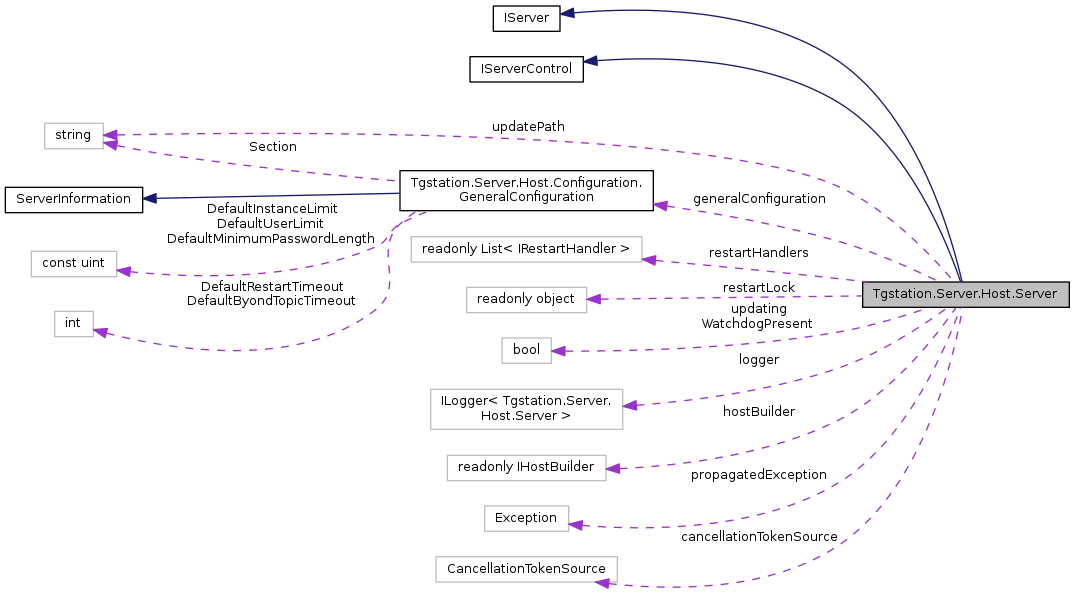 IServer
IServerControl
string
updatePath
Section
Tgstation.Server.Host.Configuration.
GeneralConfiguration
ServerInformation
generalConfiguration
DefaultInstanceLimit
DefaultUserLimit
DefaultMinimumPasswordLength
readonly List< IRestartHandler >
restartHandlers
const uint
DefaultRestartTimeout
DefaultByondTopicTimeout
restartLock
Tgstation.Server.Host.Server
readonly object
updating
WatchdogPresent
int
bool
logger
ILogger< Tgstation.Server.
Host.Server >
hostBuilder
readonly IHostBuilder
propagatedException
Exception
cancellationTokenSource
CancellationTokenSource